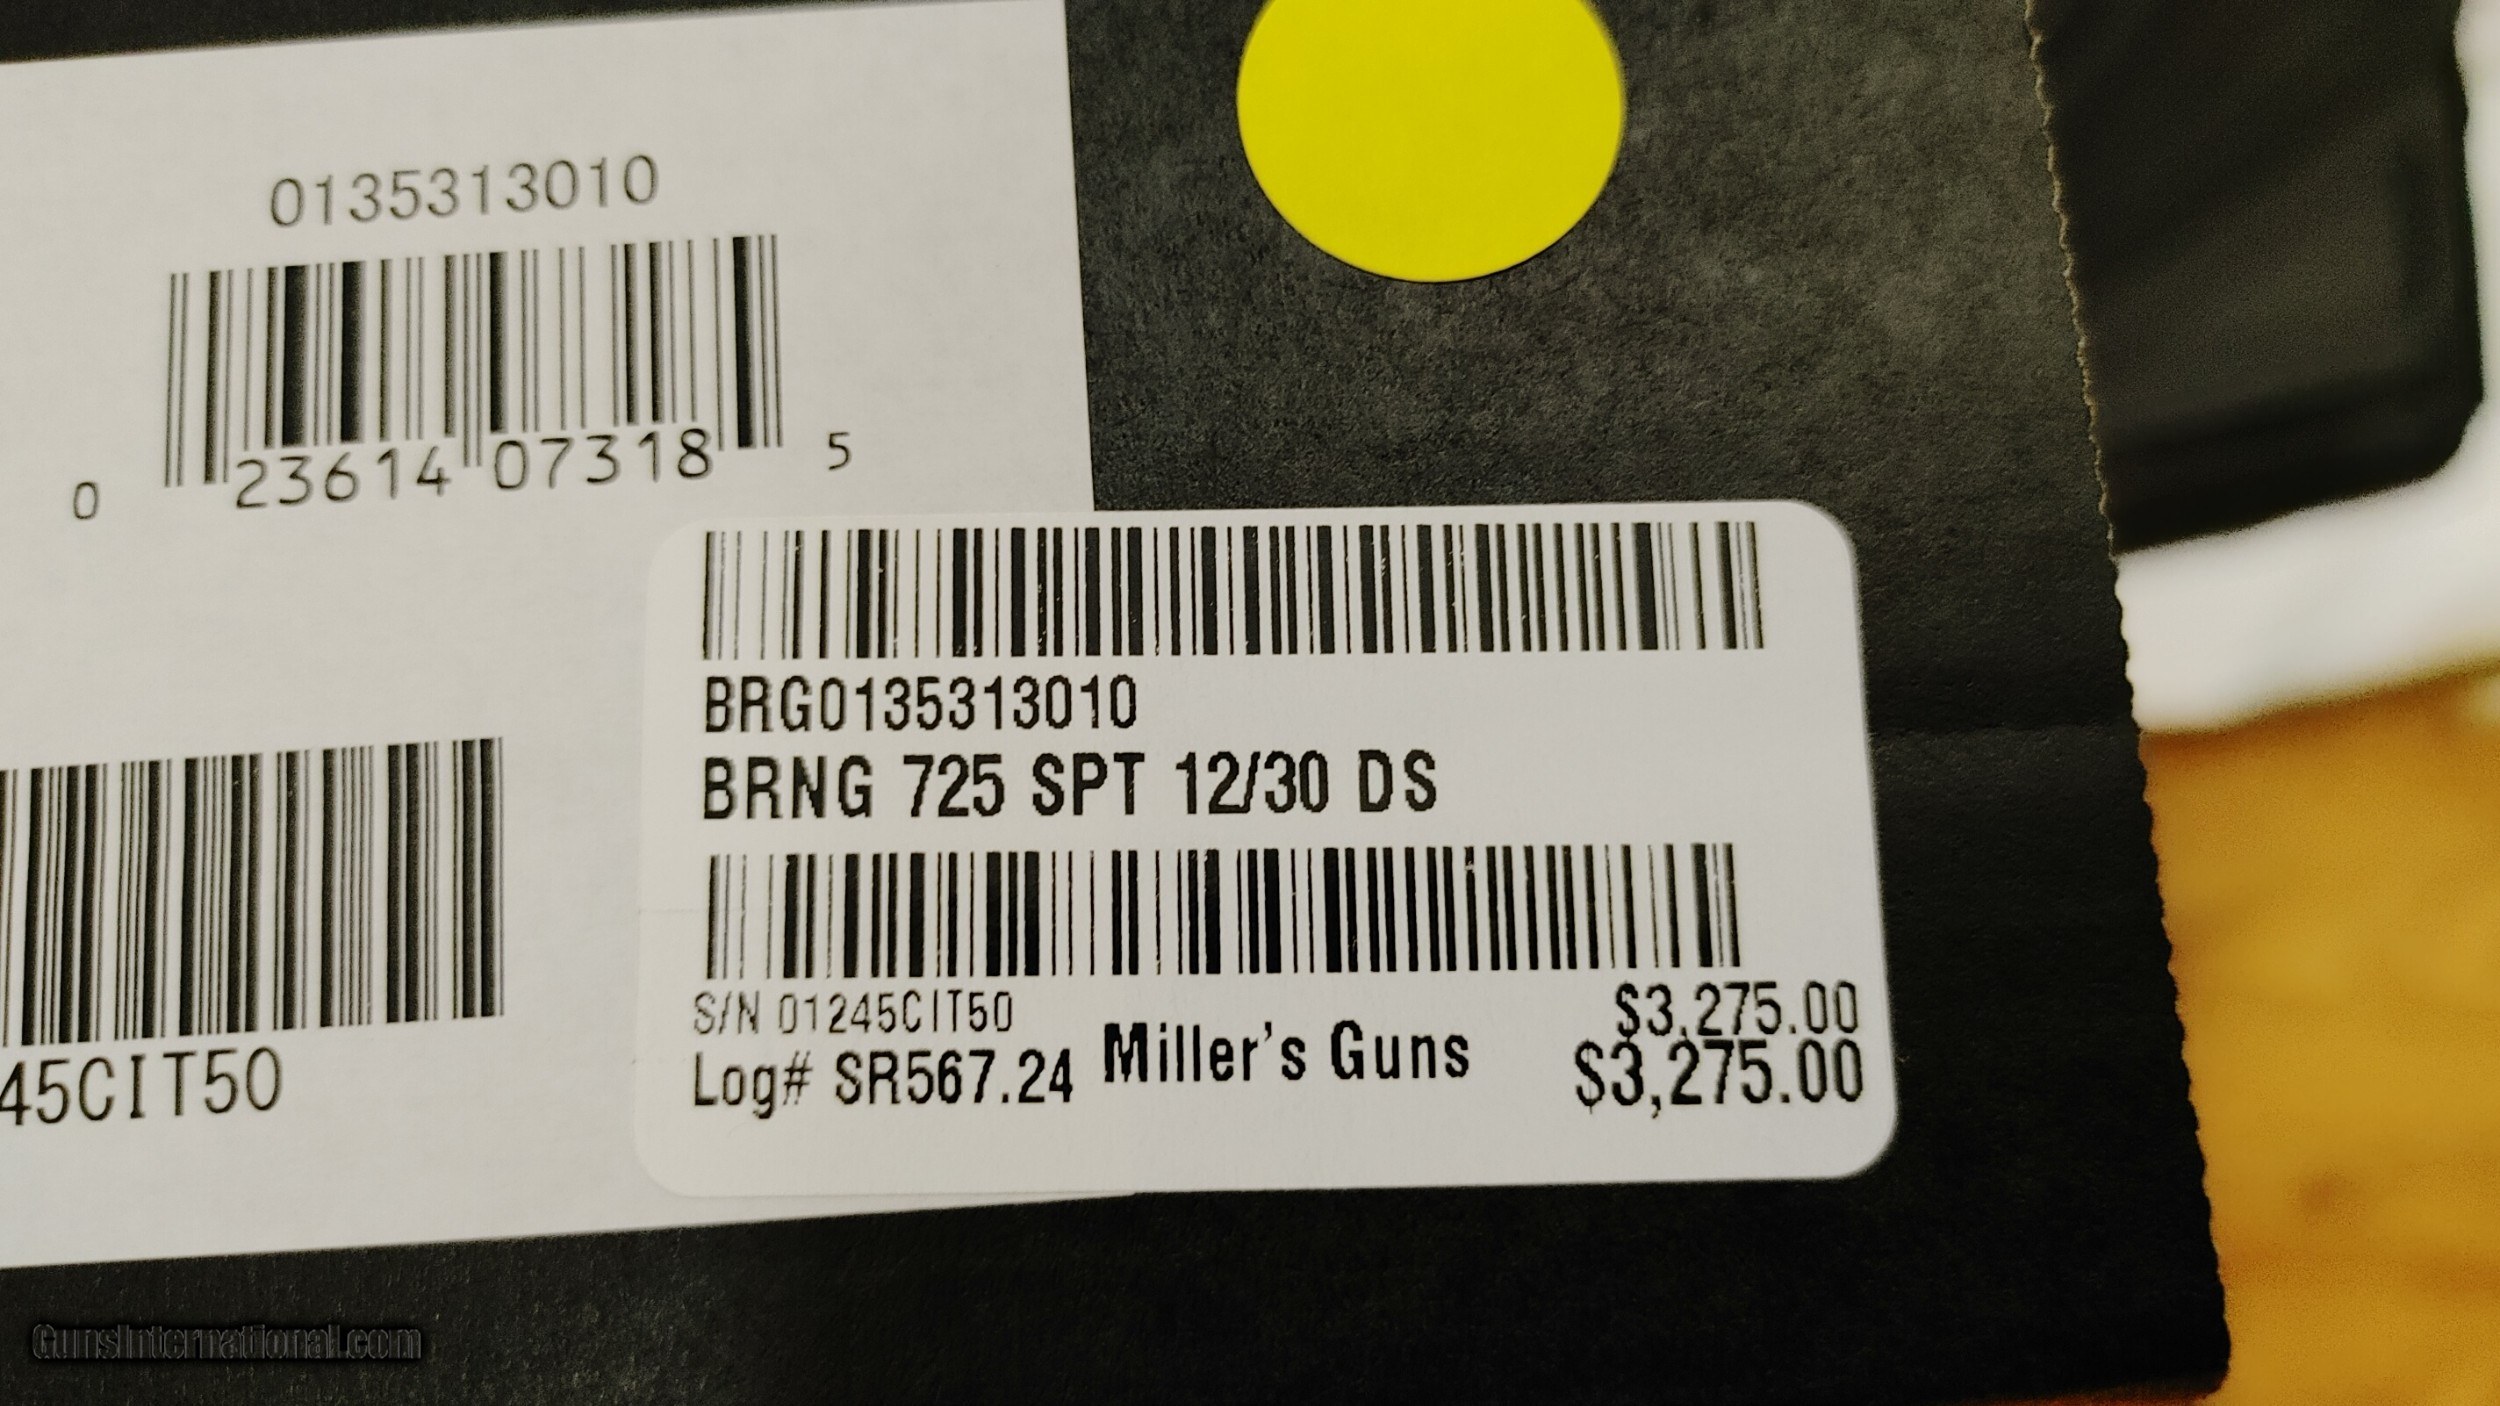 0135313010
0 23614 07318 5
BRG0135313010
BRNG 725 SPT 12/30 DS
S/N 01245CIT50
$3,275.00
Log# SR567.24
Miller's Guns
$3,275.00
45CIT50
GunsInternational.com